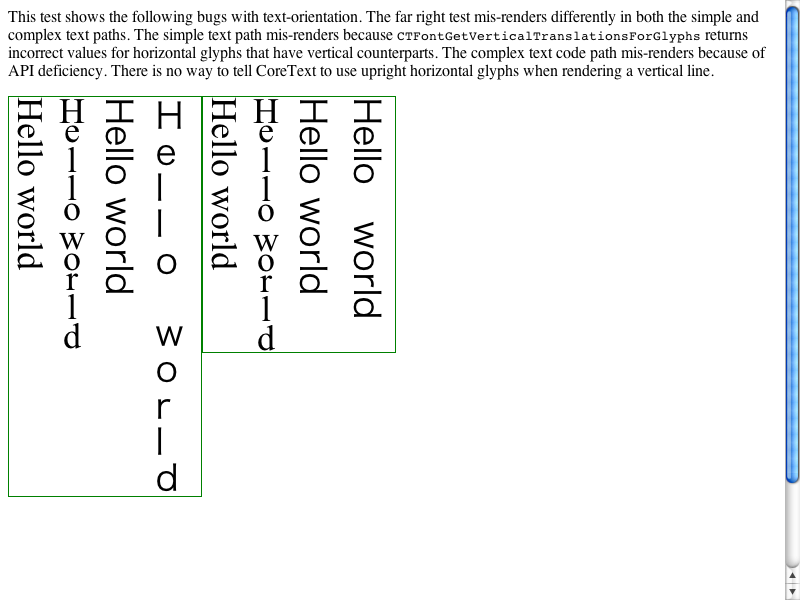 This test shows the following bugs with text-orientation. The far right test mis-renders differently in both the simple and
complex text paths. The simple text path mis-renders because CTFontGetVerticalTranslationsForGlyphs returns
incorrect values for horizontal glyphs that have vertical counterparts. The complex text code path mis-renders because of
API deficiency. There is no way to tell CoreText to use upright horizontal glyphs when rendering a vertical line.
Hello world
Hello world
Hello world
Hello world
Hello world
Hello world
Hello world
Hello world